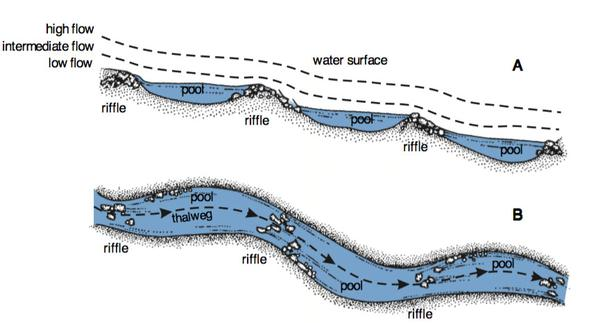 high flow
intermediate flow
low flow
water surface
A
pool
riffle
riffle
pool
riffle
pool
B
pool
thalweg
riffle
riffle
pool
pool
riffle